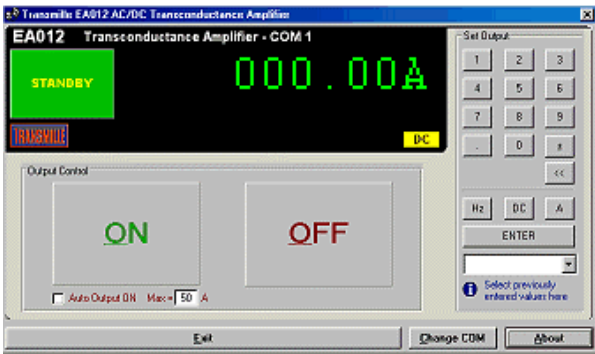 Transmille EA012 AC/DC Transconductance Amplifier
EA012 Transconductance Amplifier - COM 1
STANDBY
000.00A
TRANSMILLE
DC
Set Output
1 2 3
4 5 6
7 8 9
. 0 ±
<<
Hz DC A
ENTER
Select previously
entered values here
Output Control
ON OFF
Auto Output ON Max = 50 A
Exit Change COM About